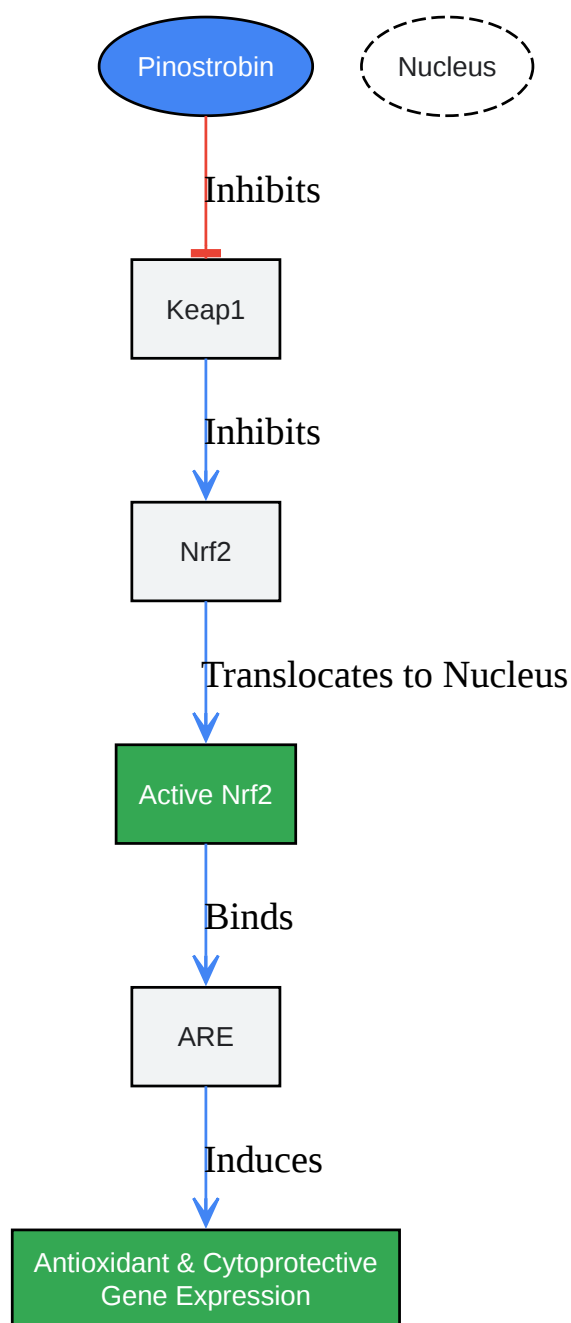 Pinostrobin
Nucleus
Inhibits
Keap1
Inhibits
Nrf2
Translocates to Nucleus
Active Nrf2
Binds
ARE
Induces
Antioxidant & Cytoprotective
Gene Expression